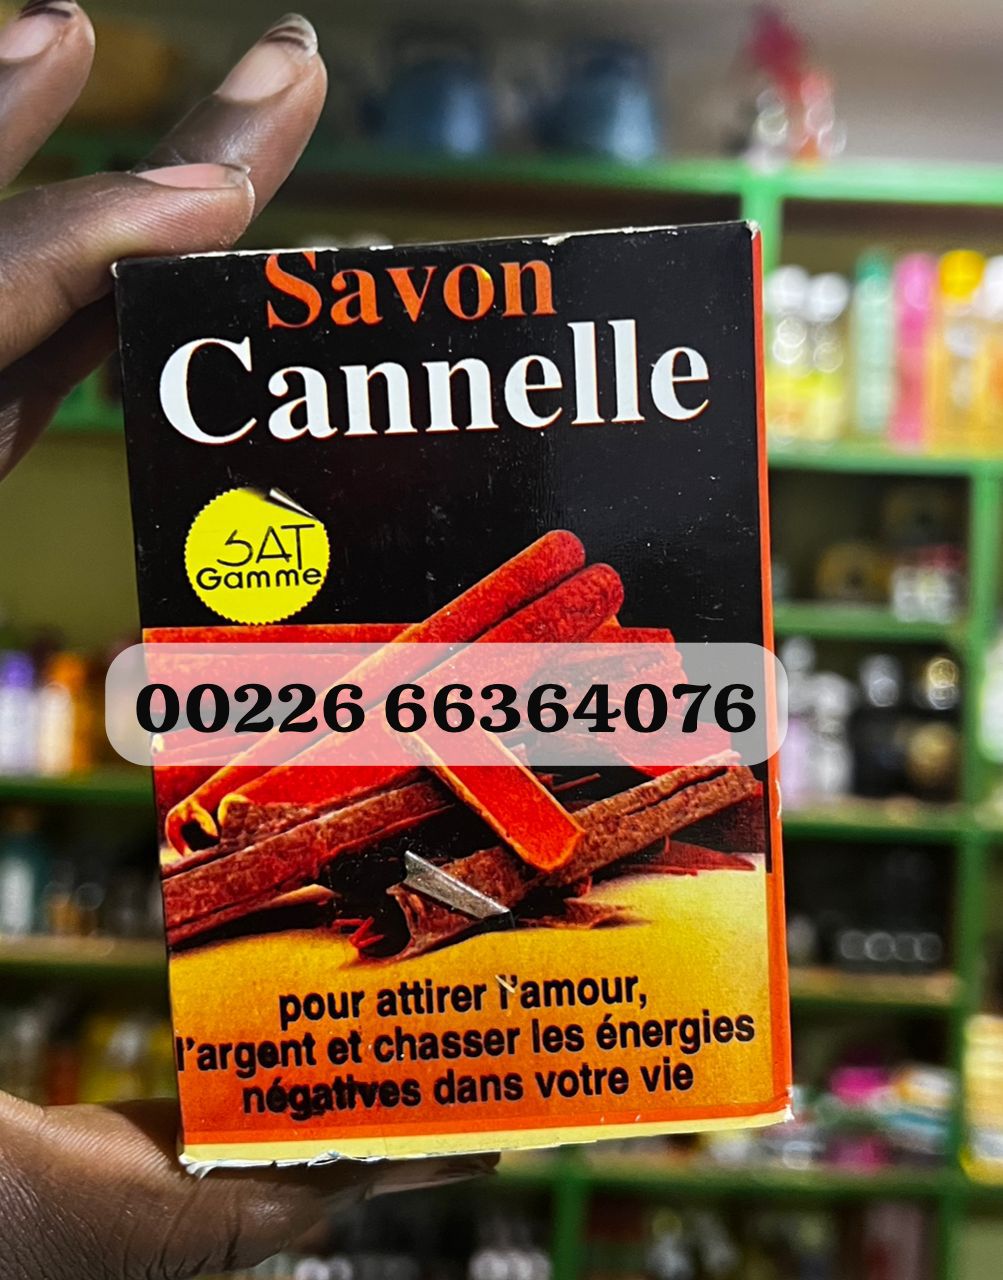 Savon
Cannelle
SAT
Gamme
00226 66364076
pour attirer l'amour,
l'argent et chasser les énergies
négatives dans votre vie